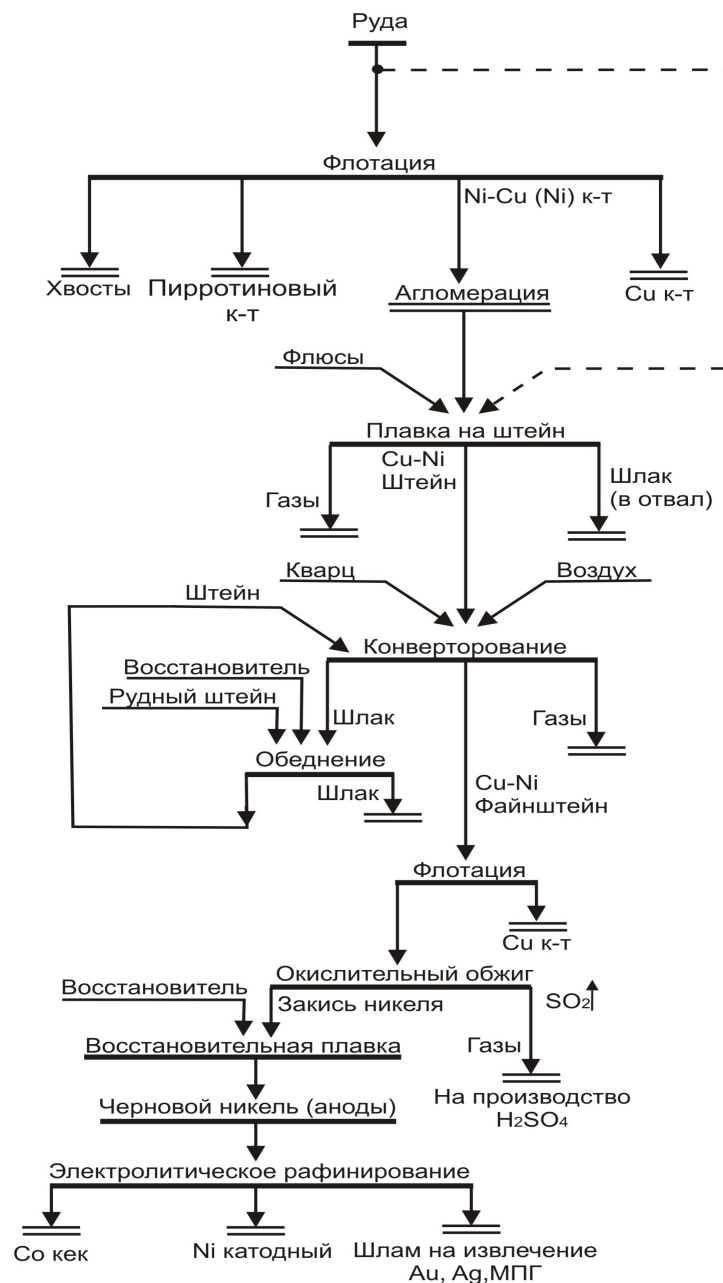 Руда
Флотация
Ni-Cu (Ni) к-т
Хвосты
Пирротиновый
к-т
Агломерация
Cu к-т
Флюсы
Плавка на штейн
Cu-Ni
Штейн
Газы
Шлак
(в отвал)
Кварц
Воздух
Штейн
Конверторование
Восстановитель
Рудный штейн
Шлак
Газы
Обеднение
Шлак
Cu-Ni
Файнштейн
Флотация
Cu к-т
Окислительный обжиг
Восстановитель
Закись никеля
SO2
Восстановительная плавка
Газы
На производство
H2SO4
Черновой никель (аноды)
Электролитическое рафинирование
Со кек
Ni катодный
Шлам на извлечение
Au, Ag,МПГ